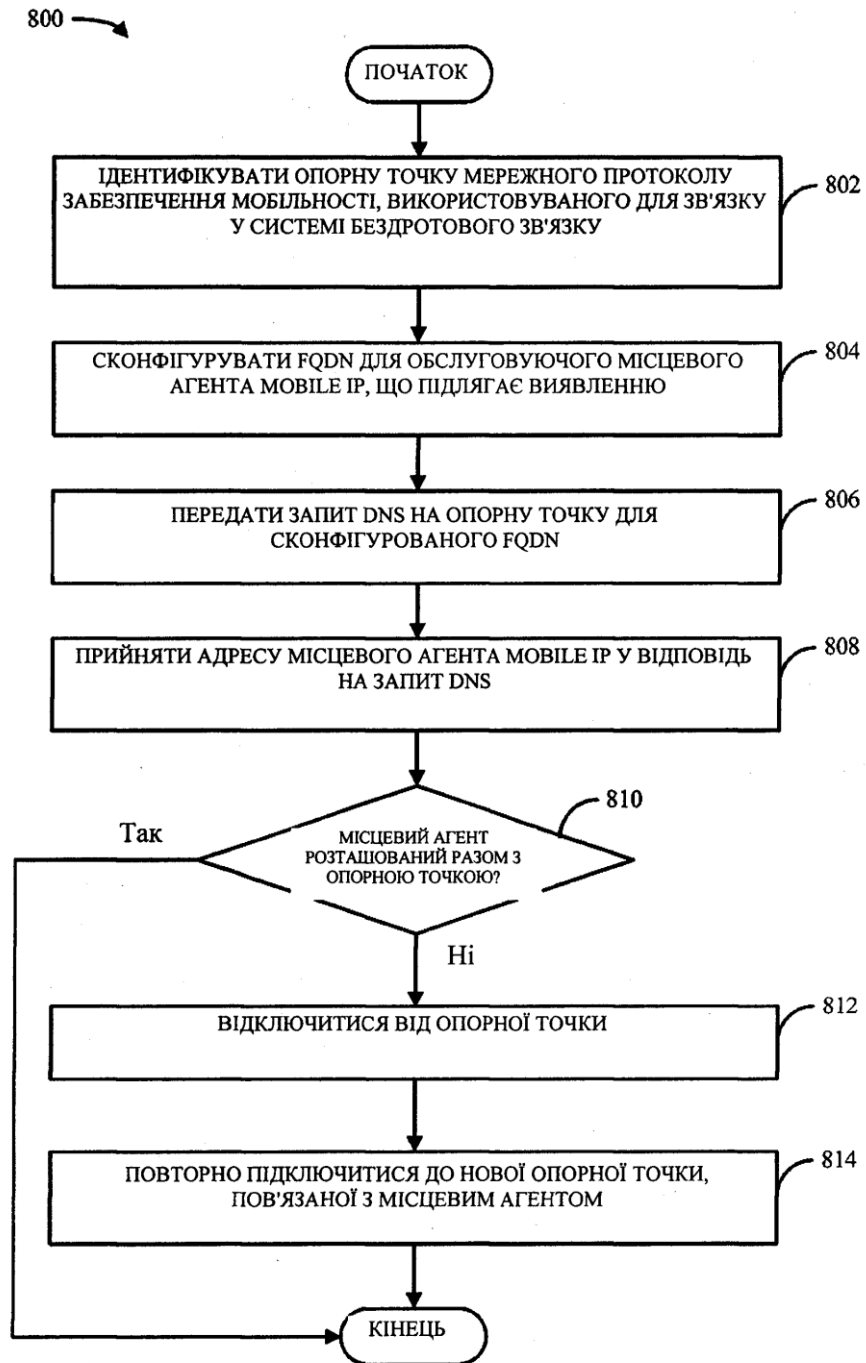 800
ПОЧАТОК
ІДЕНТИФІКУВАТИ ОПОРНУ ТОЧКУ МЕРЕЖНОГО ПРОТОКОЛУ
ЗАБЕЗПЕЧЕННЯ МОБІЛЬНОСТІ, ВИКОРИСТОВУВАНОГО ДЛЯ ЗВ'ЯЗКУ
У СИСТЕМІ БЕЗДРОТОВОГО ЗВ'ЯЗКУ
802
СКОНФІГУРУВАТИ FQDN ДЛЯ ОБСЛУГОВУЮЧОГО МІСЦЕВОГО
АГЕНТА MOBILE IP, ЩО ПІДЛЯГАЄ ВИЯВЛЕННЮ
804
ПЕРЕДАТИ ЗАПИТ DNS НА ОПОРНУ ТОЧКУ ДЛЯ
СКОНФІГУРОВАНОГО FQDN
806
ПРИЙНЯТИ АДРЕСУ МІСЦЕВОГО АГЕНТА MOBILE IP У ВІДПОВІДЬ
НА ЗАПИТ DNS
808
810
Так
МІСЦЕВИЙ АГЕНТ
РОЗТАШОВАНИЙ РАЗОМ З
ОПОРНОЮ ТОЧКОЮ?
Ні
ВІДКЛЮЧИТИСЯ ВІД ОПОРНОЇ ТОЧКИ
812
ПОВТОРНО ПІДКЛЮЧИТИСЯ ДО НОВОЇ ОПОРНОЇ ТОЧКИ,
ПОВ'ЯЗАНОЇ З МІСЦЕВИМ АГЕНТОМ
814
КІНЕЦЬ